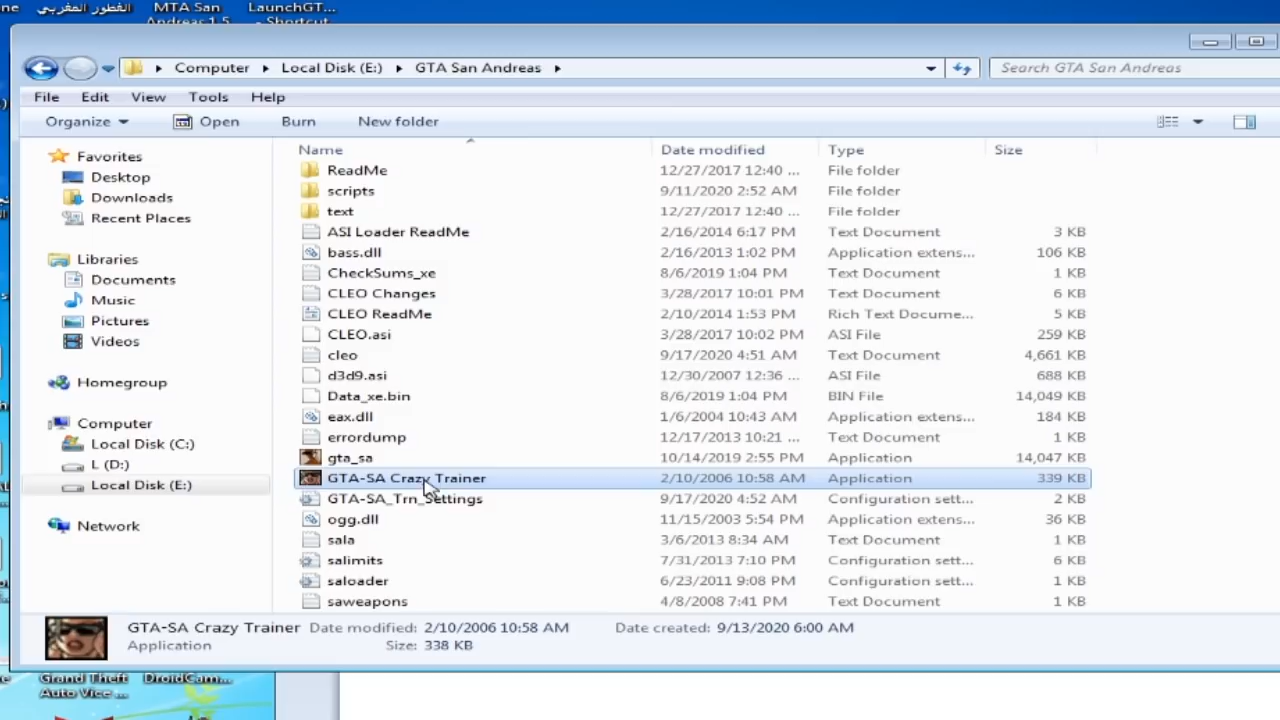 ne الفطور المغربي MTA San LaunchGT...
Andreas 1.5 - Shortcut
Computer Local Disk (E:) GTA San Andreas Search GTA San Andreas
File Edit View Tools Help
Organize Open Burn New folder
Name Date modified Type Size
Favorites
Desktop
Downloads
Recent Places
Libraries
Documents
Music
Pictures
Videos
Homegroup
Computer
Local Disk (C:)
L (D:)
Local Disk (E:)
Network
ReadMe 12/27/2017 12:40 ... File folder
scripts 9/11/2020 2:52 AM File folder
text 12/27/2017 12:40 ... File folder
ASI Loader ReadMe 2/16/2014 6:17 PM Text Document 3 KB
bass.dll 2/16/2013 1:02 PM Application extens... 106 KB
CheckSums_xe 8/6/2019 1:04 PM Text Document 1 KB
CLEO Changes 3/28/2017 10:01 PM Text Document 6 KB
CLEO ReadMe 2/10/2014 1:53 PM Rich Text Docume... 5 KB
CLEO.asi 3/28/2017 10:02 PM ASI File 259 KB
cleo 9/17/2020 4:51 AM Text Document 4,661 KB
d3d9.asi 12/30/2007 12:36 ... ASI File 688 KB
Data_xe.bin 8/6/2019 1:04 PM BIN File 14,049 KB
eax.dll 1/6/2004 10:43 AM Application extens... 184 KB
errordump 12/17/2013 10:21 ... Text Document 1 KB
gta_sa 10/14/2019 2:55 PM Application 14,047 KB
GTA-SA Crazy Trainer 2/10/2006 10:58 AM Application 339 KB
GTA-SA_Trn_Settings 9/17/2020 4:52 AM Configuration sett... 2 KB
ogg.dll 11/15/2003 5:54 PM Application extens... 36 KB
sala 3/6/2013 8:34 AM Text Document 1 KB
salimits 7/31/2013 7:10 PM Configuration sett... 6 KB
saloader 6/23/2011 9:08 PM Configuration sett... 1 KB
saweapons 4/8/2008 7:41 PM Text Document 1 KB
GTA-SA Crazy Trainer Date modified: 2/10/2006 10:58 AM Date created: 9/13/2020 6:00 AM
Application Size: 338 KB
Grand Theft DroidCam...
Auto Vice ...